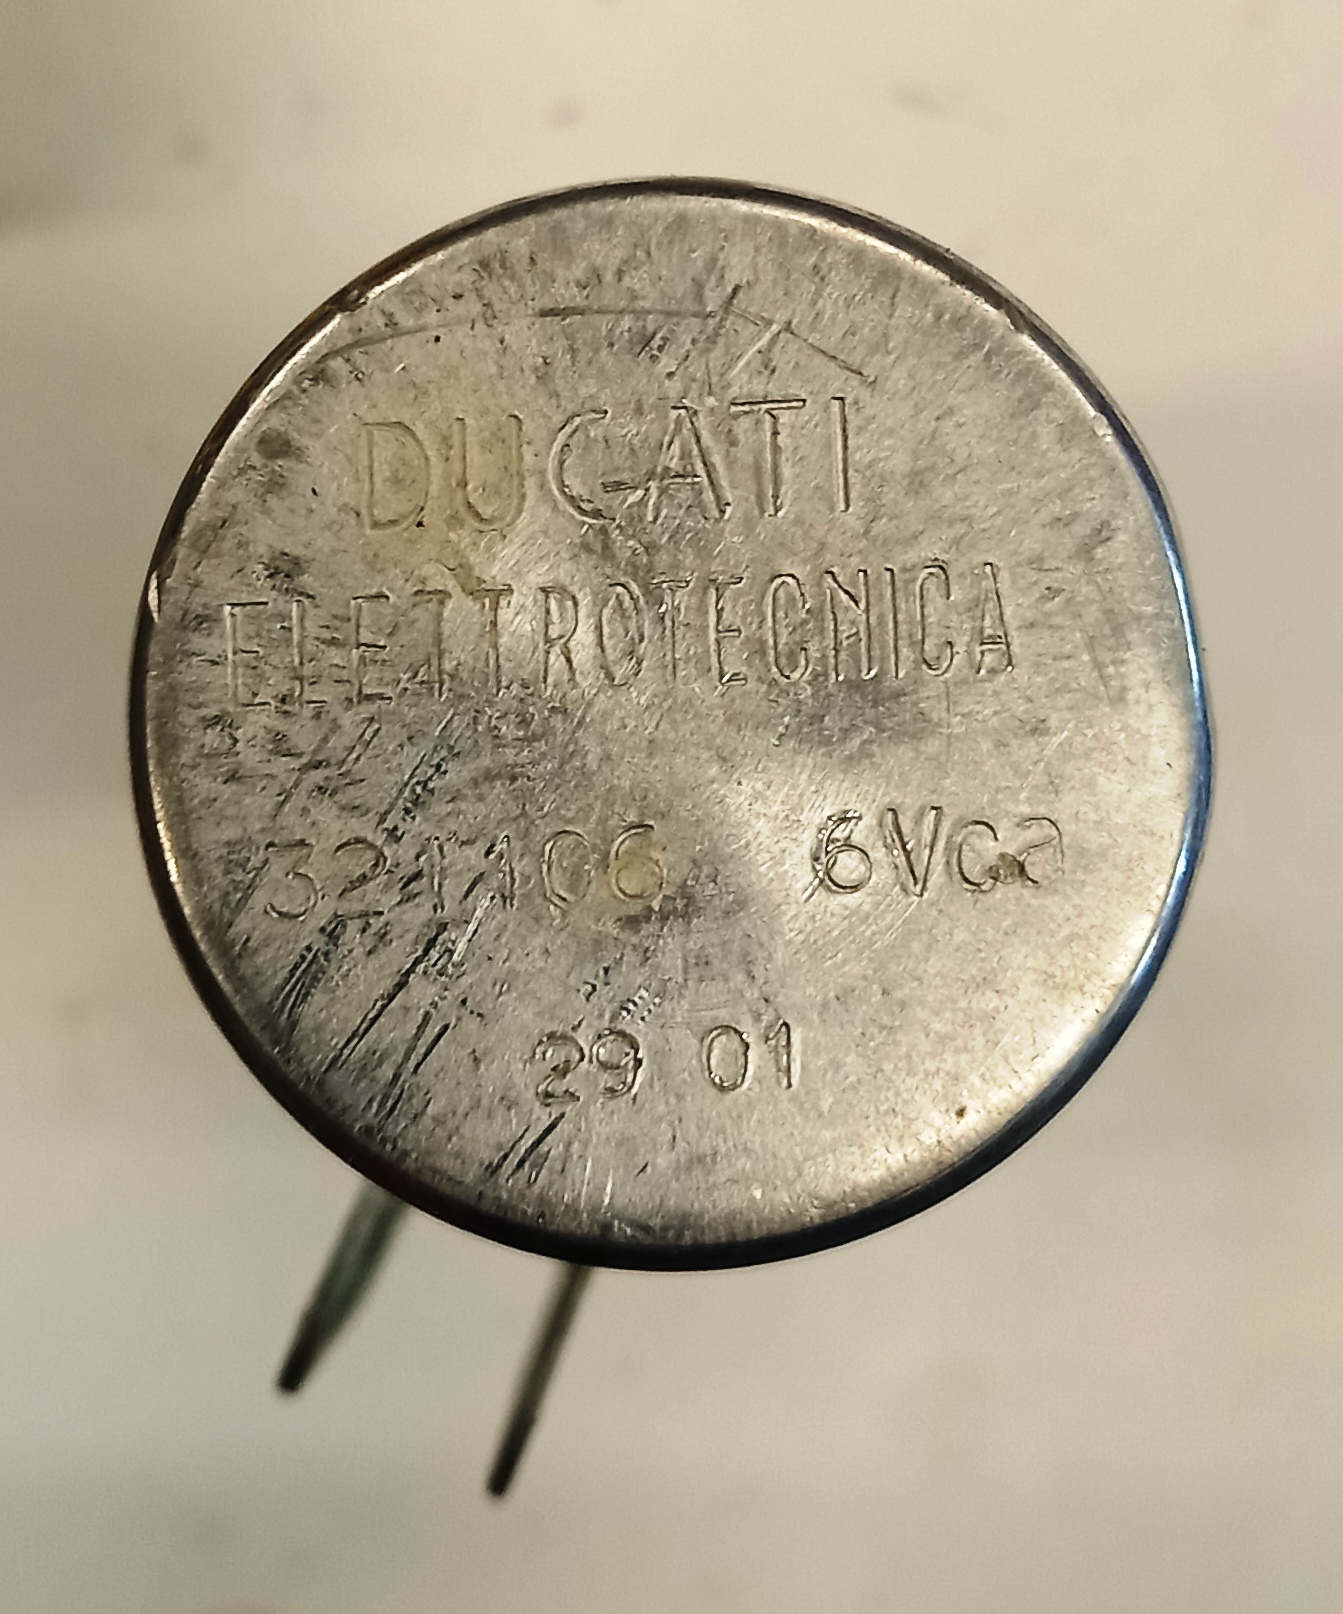 DUCATI
ELETTROTECNICA
321106 6Vca
29 01